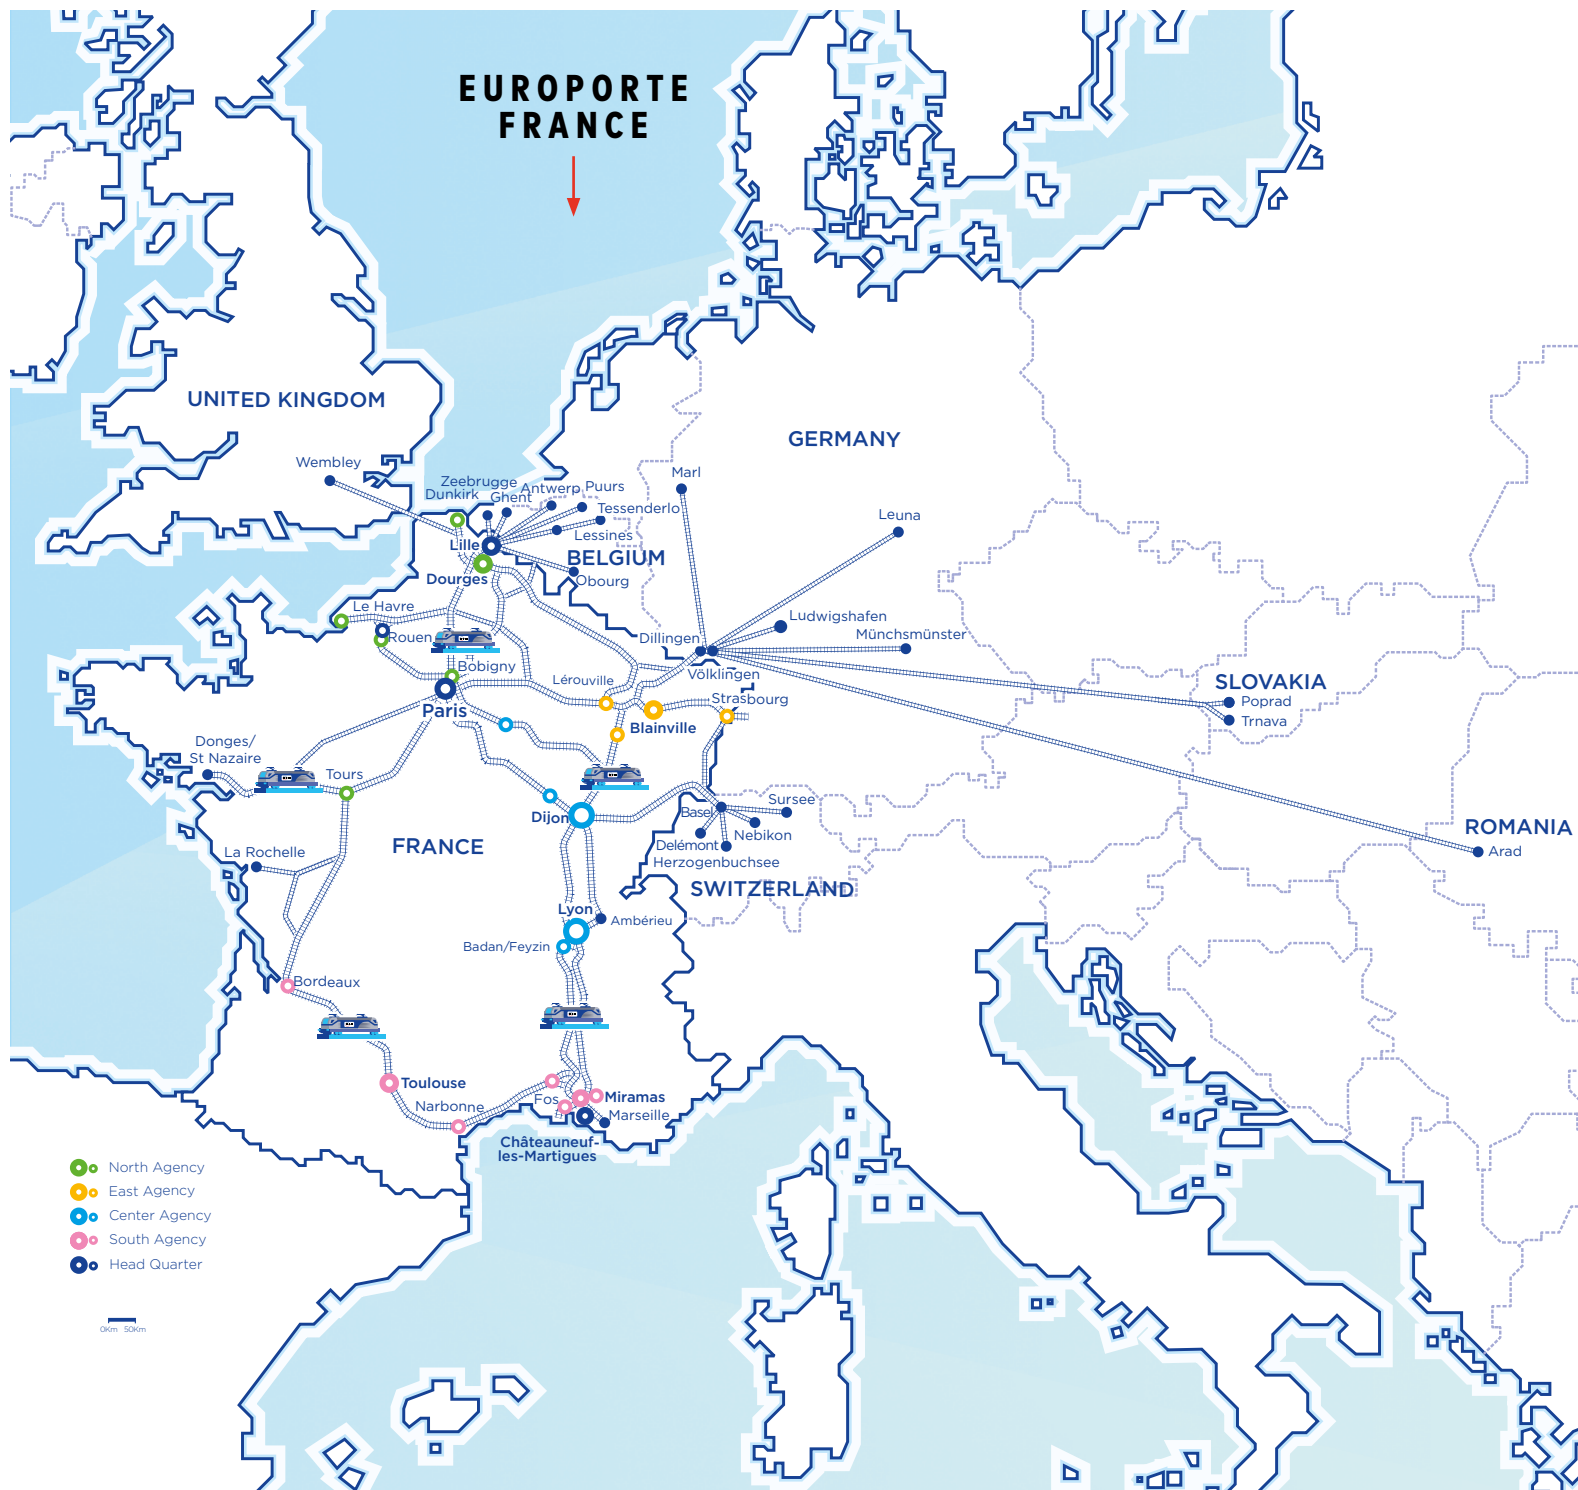 EUROPORTE
FRANCE
UNITED KINGDOM
GERMANY
Wembley
Zeebrugge
Dunkirk
Ghent
Antwerp
Puurs
Marl
Tessenderlo
Leuna
Lessines
Lille
BELGIUM
Dourges
Obourg
Le Havre
Ludwigshafen
Rouen
Dillingen
Münchsmünster
Bobigny
Lérouville
Völklingen
SLOVAKIA
Strasbourg
Poprad
Paris
Blainville
Trnava
Donges/
St Nazaire
Tours
Sursee
Basel
Dijon
Nebikon
ROMANIA
FRANCE
Delémont
Arad
La Rochelle
Herzogenbuchsee
SWITZERLAND
Lyon
Ambérieu
Badan/Feyzin
Bordeaux
Toulouse
Narbonne
Fos
Miramas
Marseille
Châteauneuf-
les-Martigues
North Agency
East Agency
Center Agency
South Agency
Head Quarter
0Km 50Km